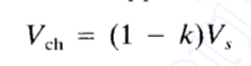 V_ch = (1 − k)V_s